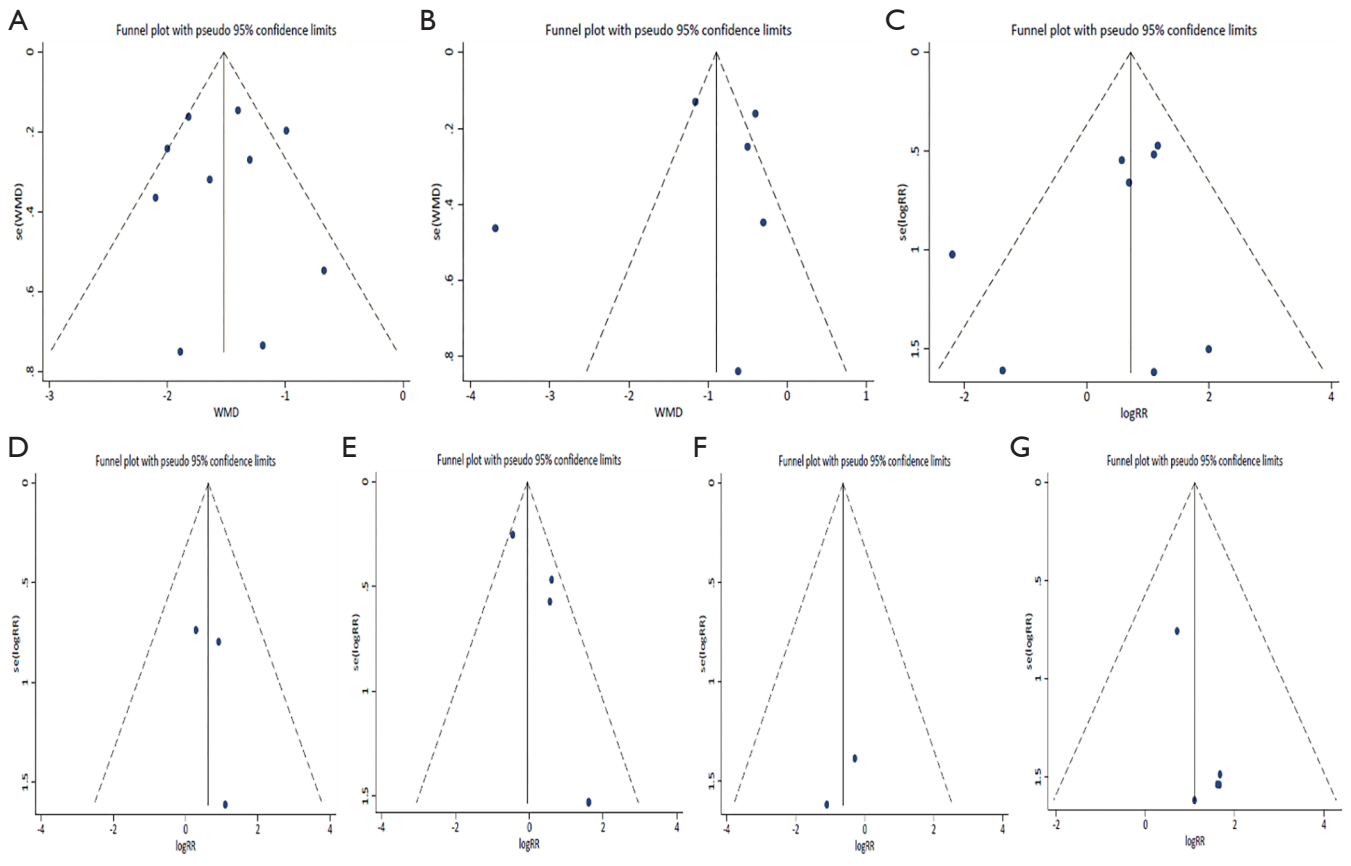 A
Funnel plot with pseudo 95% confidence limits
0
.2
.4
.6
.8
se(WMD)
-3
-2
-1
0
WMD
B
Funnel plot with pseudo 95% confidence limits
0
.2
.4
.6
.8
se(WMD)
-4
-3
-2
-1
0
1
WMD
C
Funnel plot with pseudo 95% confidence limits
0
.5
1
1.5
se(logRR)
-2
0
2
4
logRR
D
Funnel plot with pseudo 95% confidence limits
0
.5
1
1.5
se(logRR)
-4
-2
0
2
4
logRR
E
Funnel plot with pseudo 95% confidence limits
0
.5
1
1.5
se(logRR)
-4
-2
0
2
4
logRR
F
Funnel plot with pseudo 95% confidence limits
0
.5
1
1.5
se(logRR)
-4
-2
0
2
4
logRR
G
Funnel plot with pseudo 95% confidence limits
0
.5
1
1.5
se(logRR)
-2
0
2
4
logRR